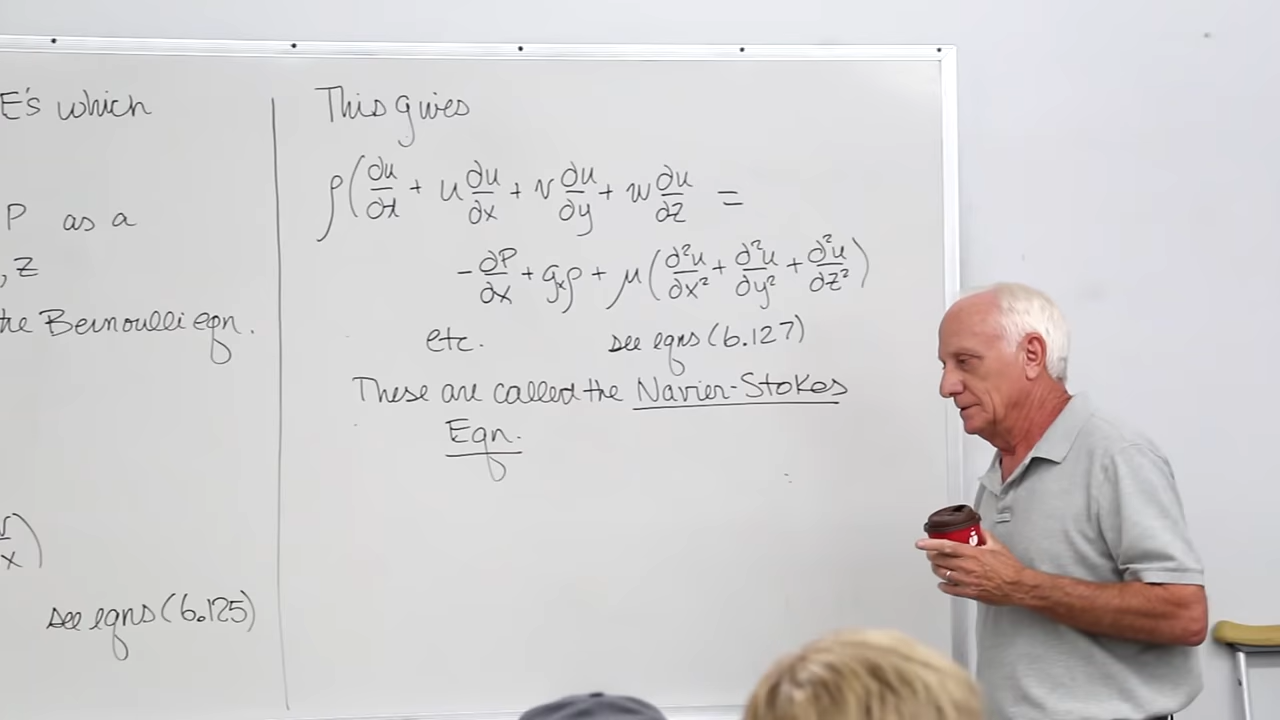 E's which
P as a
, z
the Bernoulli eqn.
x )
see eqns (6.125)
This gives
ρ(∂u/∂t + u ∂u/∂x + v ∂u/∂y + w ∂u/∂z =
-∂P/∂x + gₓρ + μ(∂²u/∂x² + ∂²u/∂y² + ∂²u/∂z²)
etc. see eqns (6.127)
These are called the Navier-Stokes
Eqn.